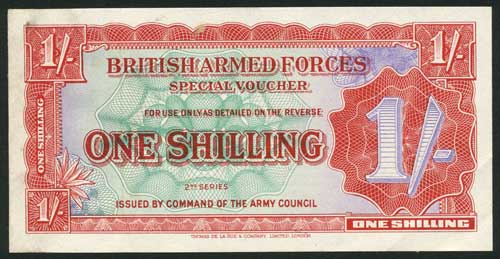 1/-
1/-
BRITISH ARMED FORCES
SPECIAL VOUCHER
FOR USE ONLY AS DETAILED ON THE REVERSE
ONE SHILLING
ONE SHILLING
1/-
2ND SERIES
ISSUED BY COMMAND OF THE ARMY COUNCIL
1/-
ONE SHILLING
THOMAS DE LA RUE & COMPANY, LIMITED, LONDON